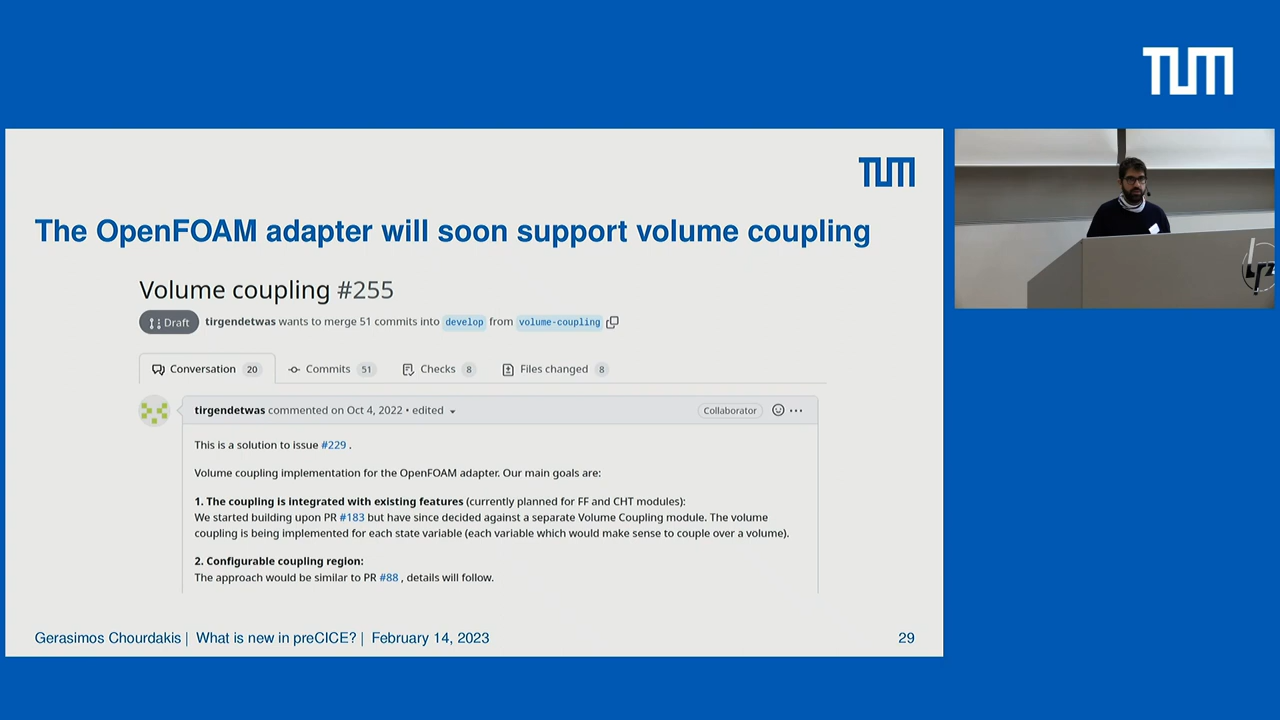 TUM
TUM
The OpenFOAM adapter will soon support volume coupling
Volume coupling #255
Draft tirgendetwas wants to merge 51 commits into develop from volume-coupling
Conversation 20 Commits 51 Checks 8 Files changed 8
tirgendetwas commented on Oct 4, 2022 • edited Collaborator
This is a solution to issue #229 .
Volume coupling implementation for the OpenFOAM adapter. Our main goals are:
1. The coupling is integrated with existing features (currently planned for FF and CHT modules):
We started building upon PR #183 but have since decided against a separate Volume Coupling module. The volume
coupling is being implemented for each state variable (each variable which would make sense to couple over a volume).
2. Configurable coupling region:
The approach would be similar to PR #88 , details will follow.
Gerasimos Chourdakis | What is new in preCICE? | February 14, 2023 29